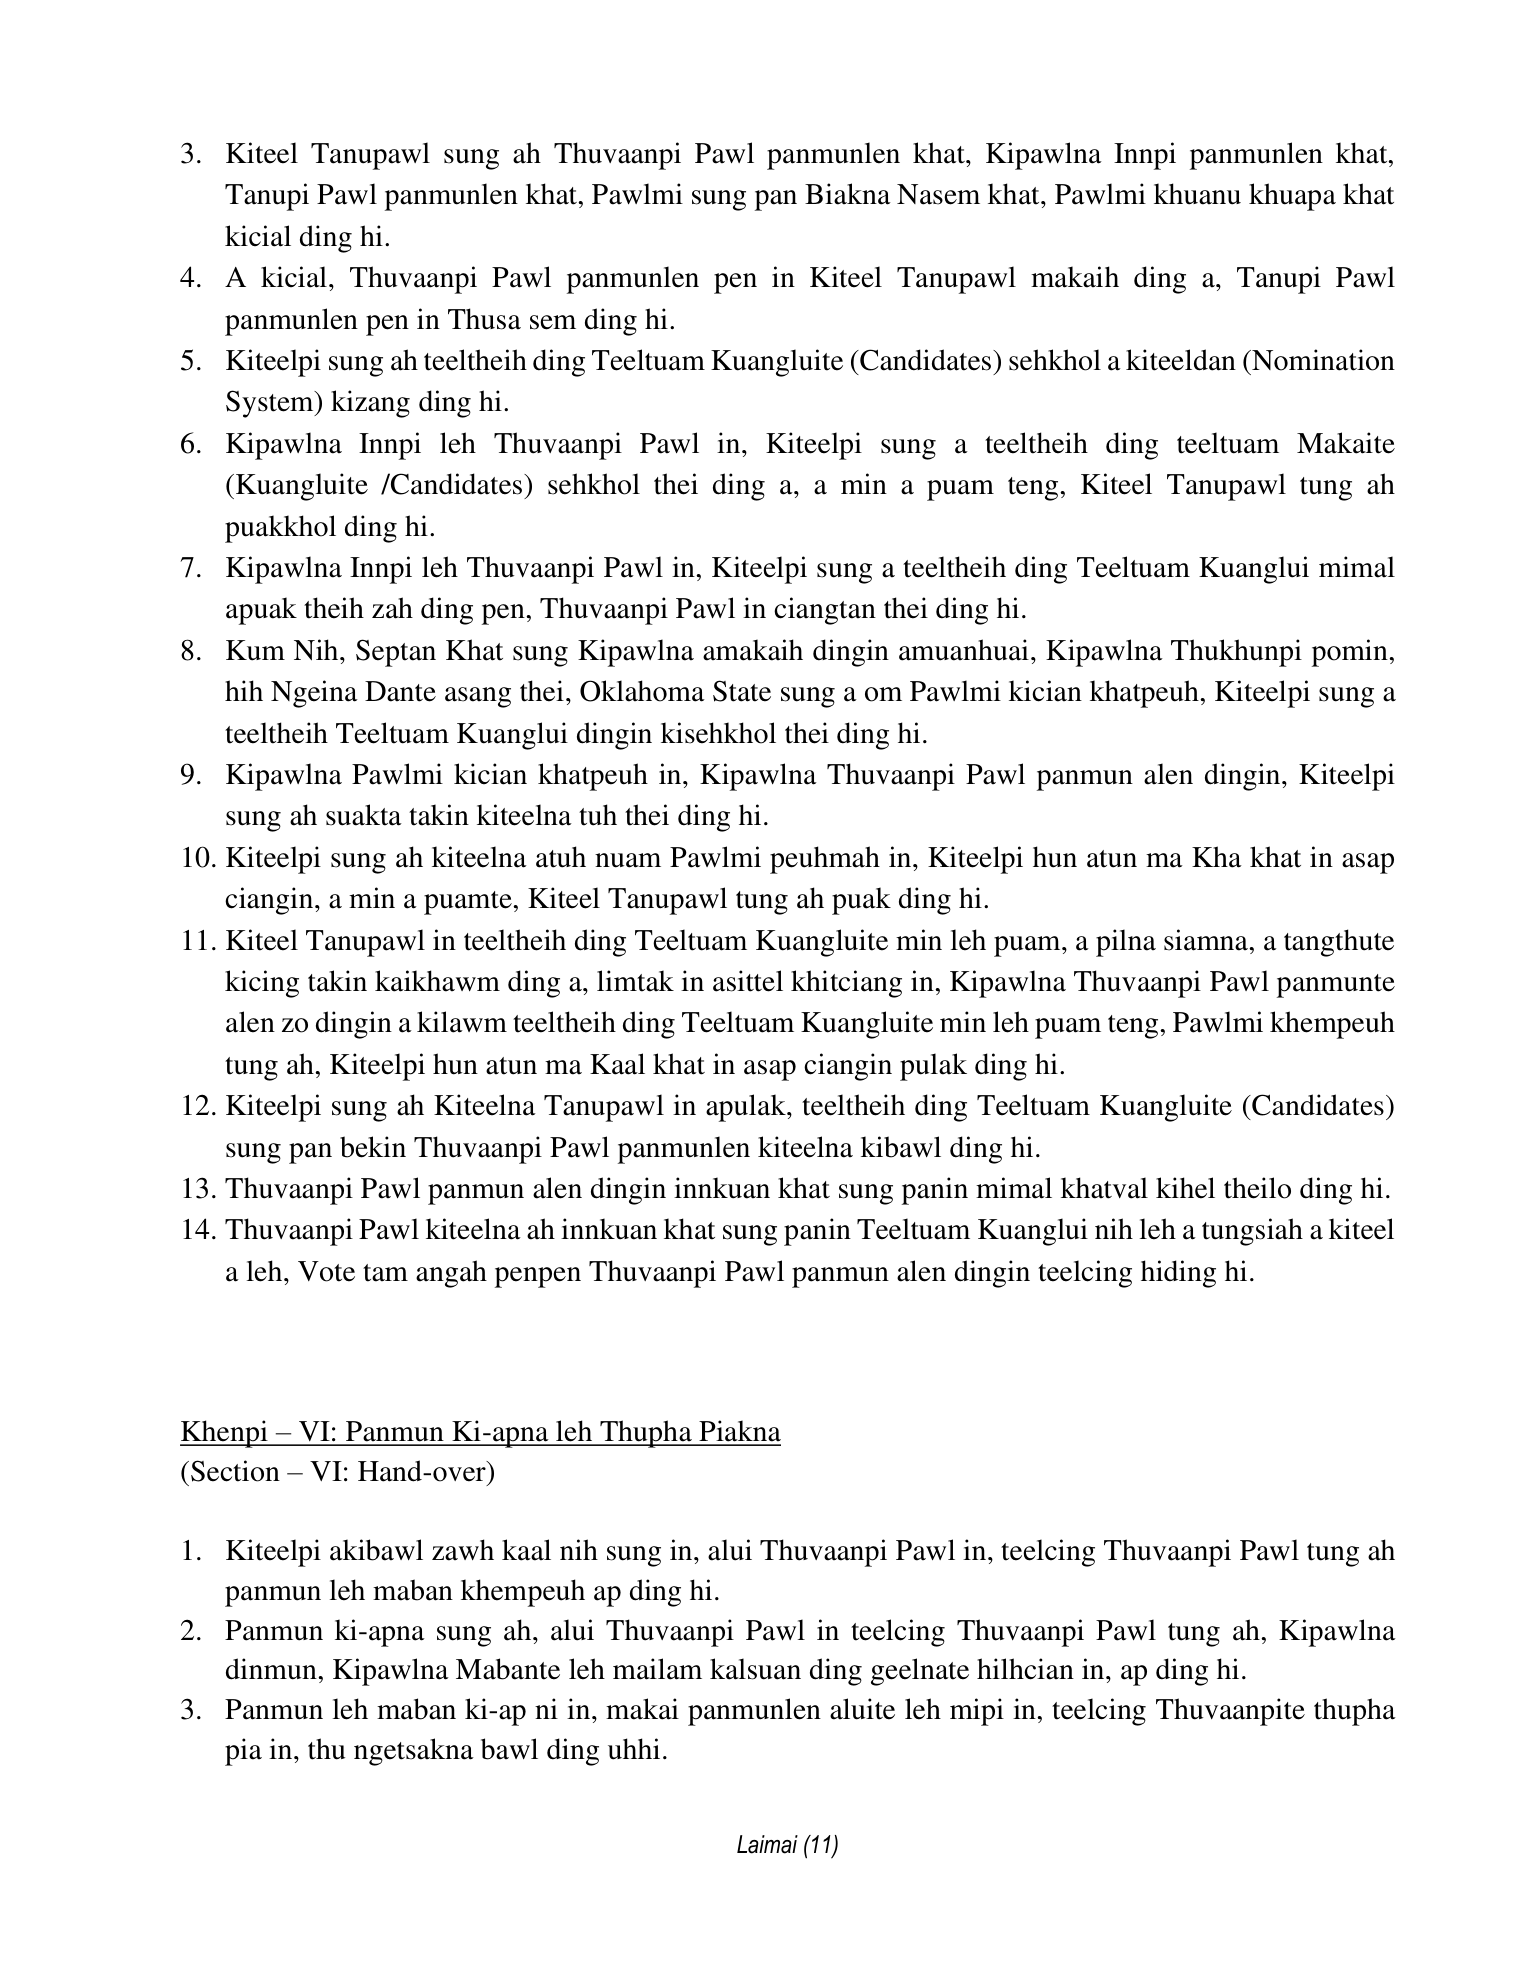 3. Kiteel Tanupawl sung ah Thuvaanpi Pawl panmunlen khat, Kipawlna Innpi panmunlen khat,
Tanupi Pawl panmunlen khat, Pawlmi sung pan Biakna Nasem khat, Pawlmi khuanu khuapa khat
kicial ding hi.
4. A kicial, Thuvaanpi Pawl panmunlen pen in Kiteel Tanupawl makaih ding a, Tanupi Pawl
panmunlen pen in Thusa sem ding hi.
5. Kiteelpi sung ah teeltheih ding Teeltuam Kuangluite (Candidates) sehkhol a kiteeldan (Nomination
System) kizang ding hi.
6. Kipawlna Innpi leh Thuvaanpi Pawl in, Kiteelpi sung a teeltheih ding teeltuam Makaite
(Kuangluite /Candidates) sehkhol thei ding a, a min a puam teng, Kiteel Tanupawl tung ah
puakkhol ding hi.
7. Kipawlna Innpi leh Thuvaanpi Pawl in, Kiteelpi sung a teeltheih ding Teeltuam Kuanglui mimal
apuak theih zah ding pen, Thuvaanpi Pawl in ciangtan thei ding hi.
8. Kum Nih, Septan Khat sung Kipawlna amakaih dingin amuanhuai, Kipawlna Thukhunpi pomin,
hih Ngeina Dante asang thei, Oklahoma State sung a om Pawlmi kician khatpeuh, Kiteelpi sung a
teeltheih Teeltuam Kuanglui dingin kisehkhol thei ding hi.
9. Kipawlna Pawlmi kician khatpeuh in, Kipawlna Thuvaanpi Pawl panmun alen dingin, Kiteelpi
sung ah suakta takin kiteelna tuh thei ding hi.
10. Kiteelpi sung ah kiteelna atuh nuam Pawlmi peuhmah in, Kiteelpi hun atun ma Kha khat in asap
ciangin, a min a puamte, Kiteel Tanupawl tung ah puak ding hi.
11. Kiteel Tanupawl in teeltheih ding Teeltuam Kuangluite min leh puam, a pilna siamna, a tangthute
kicing takin kaikhawm ding a, limtak in asittel khitciang in, Kipawlna Thuvaanpi Pawl panmunte
alen zo dingin a kilawm teeltheih ding Teeltuam Kuangluite min leh puam teng, Pawlmi khempeuh
tung ah, Kiteelpi hun atun ma Kaal khat in asap ciangin pulak ding hi.
12. Kiteelpi sung ah Kiteelna Tanupawl in apulak, teeltheih ding Teeltuam Kuangluite (Candidates)
sung pan bekin Thuvaanpi Pawl panmunlen kiteelna kibawl ding hi.
13. Thuvaanpi Pawl panmun alen dingin innkuan khat sung panin mimal khatval kihel theilo ding hi.
14. Thuvaanpi Pawl kiteelna ah innkuan khat sung panin Teeltuam Kuanglui nih leh a tungsiah a kiteel
a leh, Vote tam angah penpen Thuvaanpi Pawl panmun alen dingin teelcing hiding hi.
Khenpi – VI: Panmun Ki-apna leh Thupha Piakna
(Section – VI: Hand-over)
1. Kiteelpi akibawl zawh kaal nih sung in, alui Thuvaanpi Pawl in, teelcing Thuvaanpi Pawl tung ah
panmun leh maban khempeuh ap ding hi.
2. Panmun ki-apna sung ah, alui Thuvaanpi Pawl in teelcing Thuvaanpi Pawl tung ah, Kipawlna
dinmun, Kipawlna Mabante leh mailam kalsuan ding geelnate hilhcian in, ap ding hi.
3. Panmun leh maban ki-ap ni in, makai panmunlen aluite leh mipi in, teelcing Thuvaanpite thupha
pia in, thu ngetsakna bawl ding uhhi.
Laimai (11)